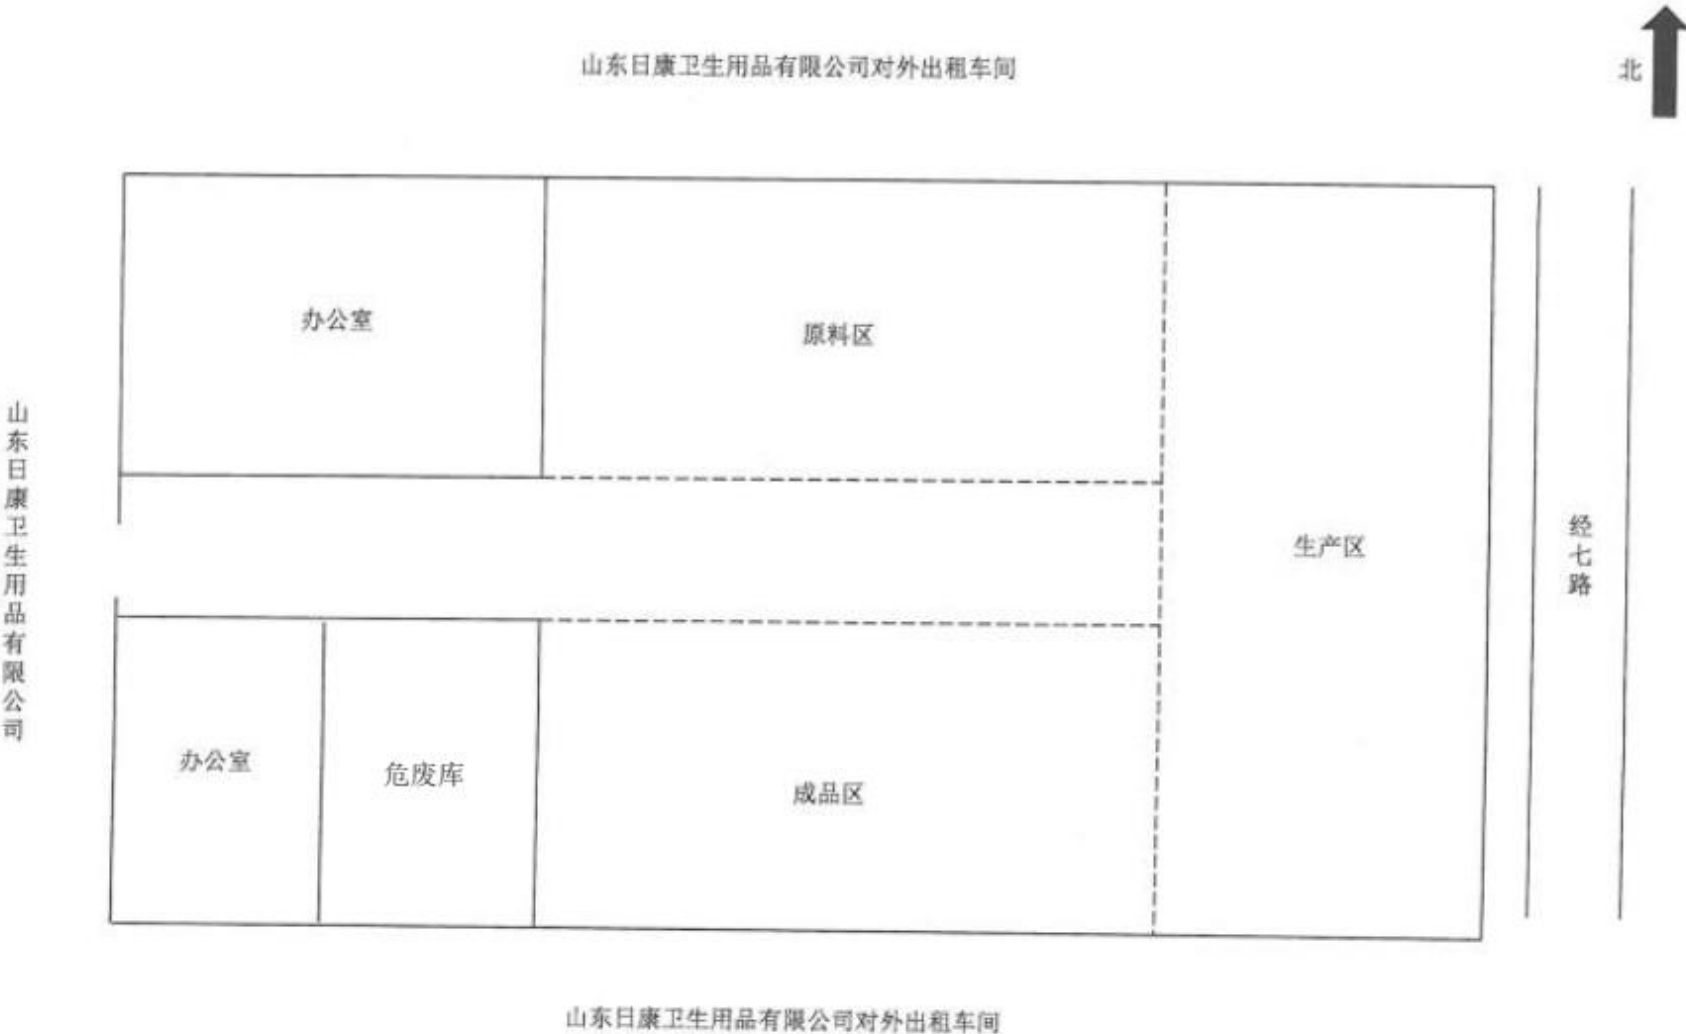 山东日康卫生用品有限公司对外出租车间
北
办公室
原料区
山东日康卫生用品有限公司
生产区
经七路
办公室
危废库
成品区
山东日康卫生用品有限公司对外出租车间